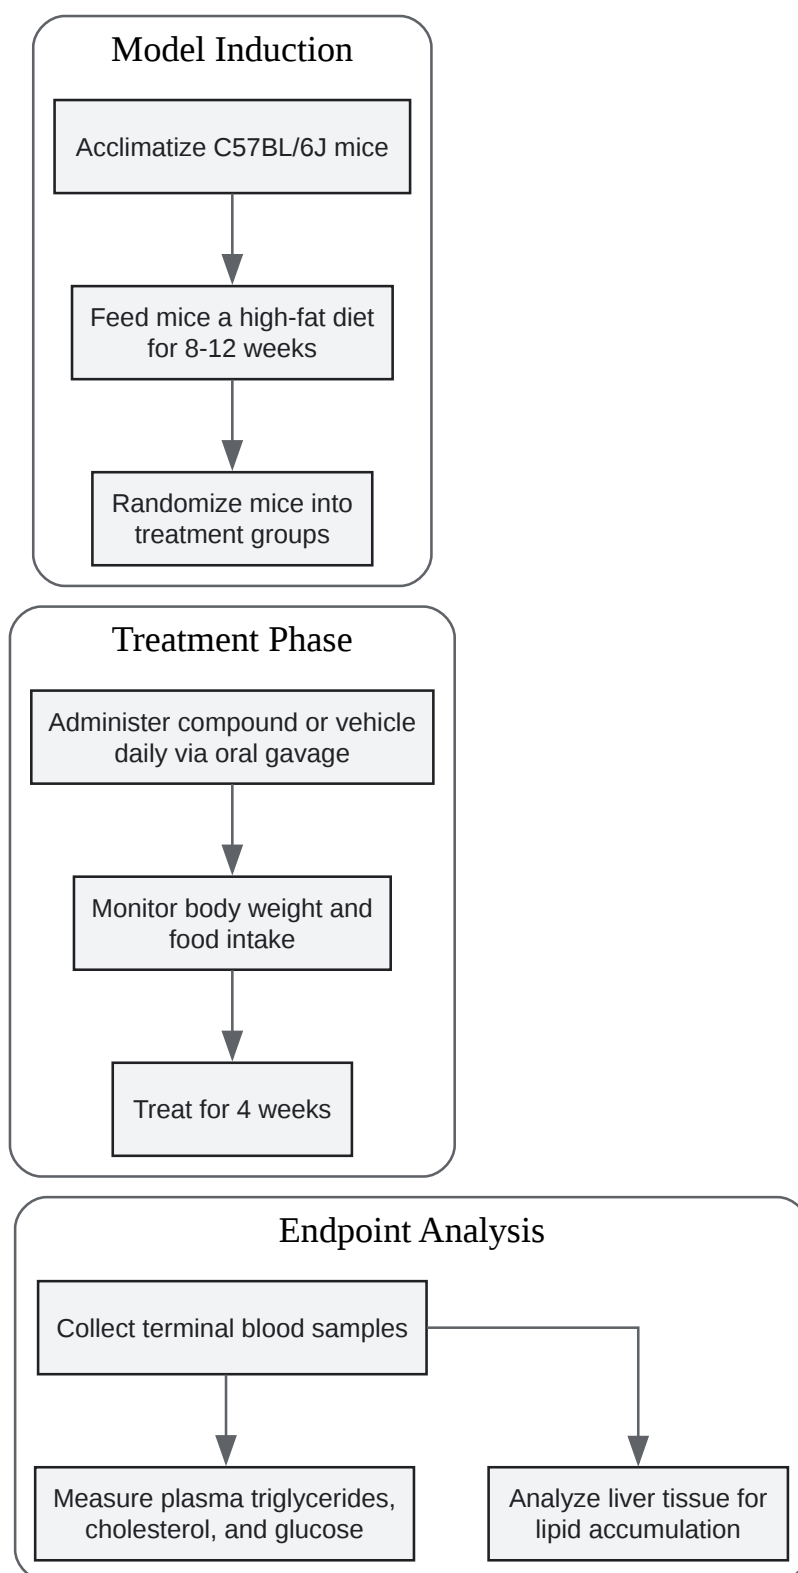 Model Induction
Acclimatize C57BL/6J mice
Feed mice a high-fat diet
for 8-12 weeks
Randomize mice into
treatment groups
Treatment Phase
Administer compound or vehicle
daily via oral gavage
Monitor body weight and
food intake
Treat for 4 weeks
Endpoint Analysis
Collect terminal blood samples
Measure plasma triglycerides,
cholesterol, and glucose
Analyze liver tissue for
lipid accumulation